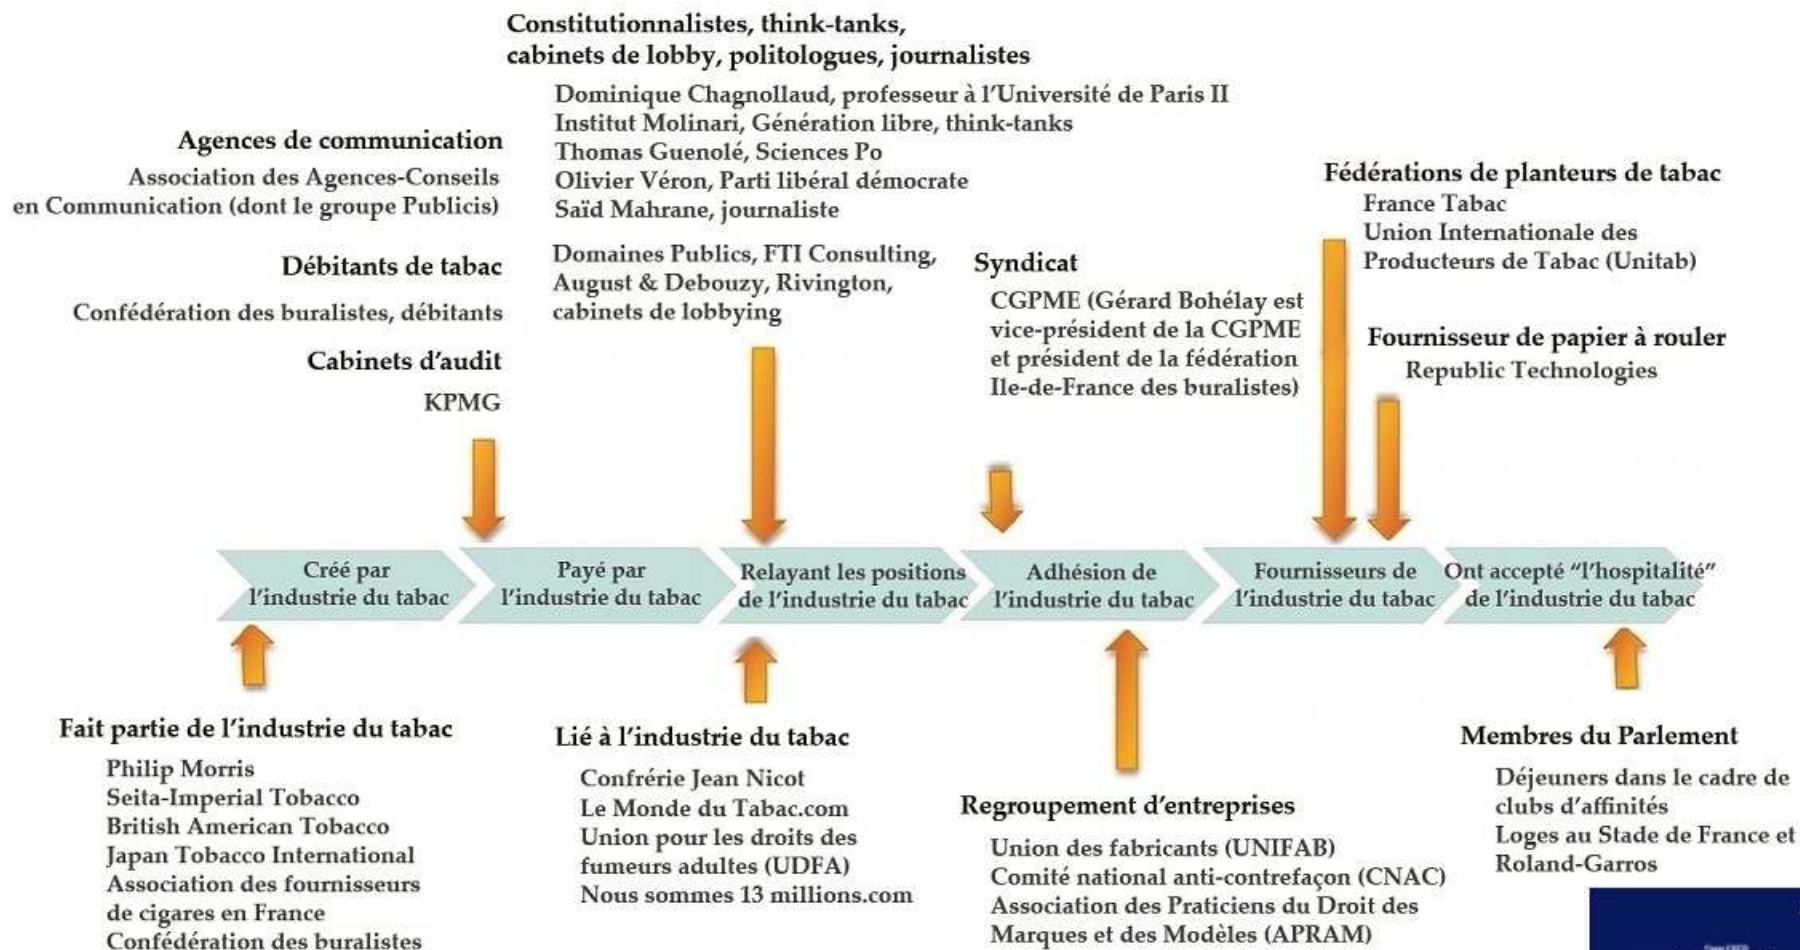 Constitutionnalistes, think-tanks,
cabinets de lobby, politologues, journalistes
Dominique Chagnollaud, professeur à l'Université de Paris II
Institut Molinari, Génération libre, think-tanks
Thomas Guenolé, Sciences Po
Olivier Véron, Parti libéral démocrate
Saïd Mahrane, journaliste
Domaines Publics, FTI Consulting,
August & Debouzy, Rivington,
cabinets de lobbying
Agences de communication
Association des Agences-Conseils
en Communication (dont le groupe Publicis)
Débitants de tabac
Confédération des buralistes, débitants
Cabinets d'audit
KPMG
Syndicat
CGPME (Gérard Bohélay est
vice-président de la CGPME
et président de la fédération
Ile-de-France des buralistes)
Fédérations de planteurs de tabac
France Tabac
Union Internationale des
Producteurs de Tabac (Unitab)
Fournisseur de papier à rouler
Republic Technologies
Créé par
l'industrie du tabac
Payé par
l'industrie du tabac
Relayant les positions
de l'industrie du tabac
Adhésion de
l'industrie du tabac
Fournisseurs de
l'industrie du tabac
Ont accepté “l'hospitalité”
de l'industrie du tabac
Fait partie de l'industrie du tabac
Philip Morris
Seita-Imperial Tobacco
British American Tobacco
Japan Tobacco International
Association des fournisseurs
de cigares en France
Confédération des buralistes
Lié à l'industrie du tabac
Confrérie Jean Nicot
Le Monde du Tabac.com
Union pour les droits des
fumeurs adultes (UDFA)
Nous sommes 13 millions.com
Regroupement d'entreprises
Union des fabricants (UNIFAB)
Comité national anti-contrefaçon (CNAC)
Association des Praticiens du Droit des
Marques et des Modèles (APRAM)
Membres du Parlement
Déjeuners dans le cadre de
clubs d'affinités
Loges au Stade de France et
Roland-Garros